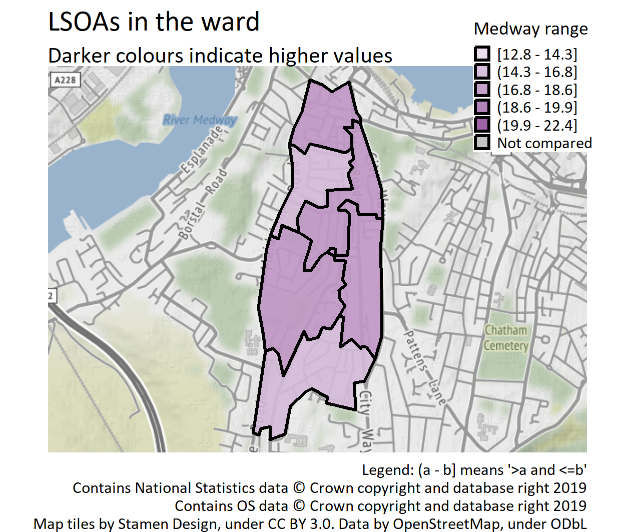 LSOAs in the ward
Darker colours indicate higher values
Medway range
[12.8 - 14.3]
(14.3 - 16.8]
(16.8 - 18.6]
(18.6 - 19.9]
(19.9 - 22.4]
Not compared
A228
River Medway
Esplanade
Borstal - Road
2
Chatham
Cemetery
Pattens-Lane
City-Way
Legend: (a - b] means '>a and <=b'
Contains National Statistics data © Crown copyright and database right 2019
Contains OS data © Crown copyright and database right 2019
Map tiles by Stamen Design, under CC BY 3.0. Data by OpenStreetMap, under ODbL